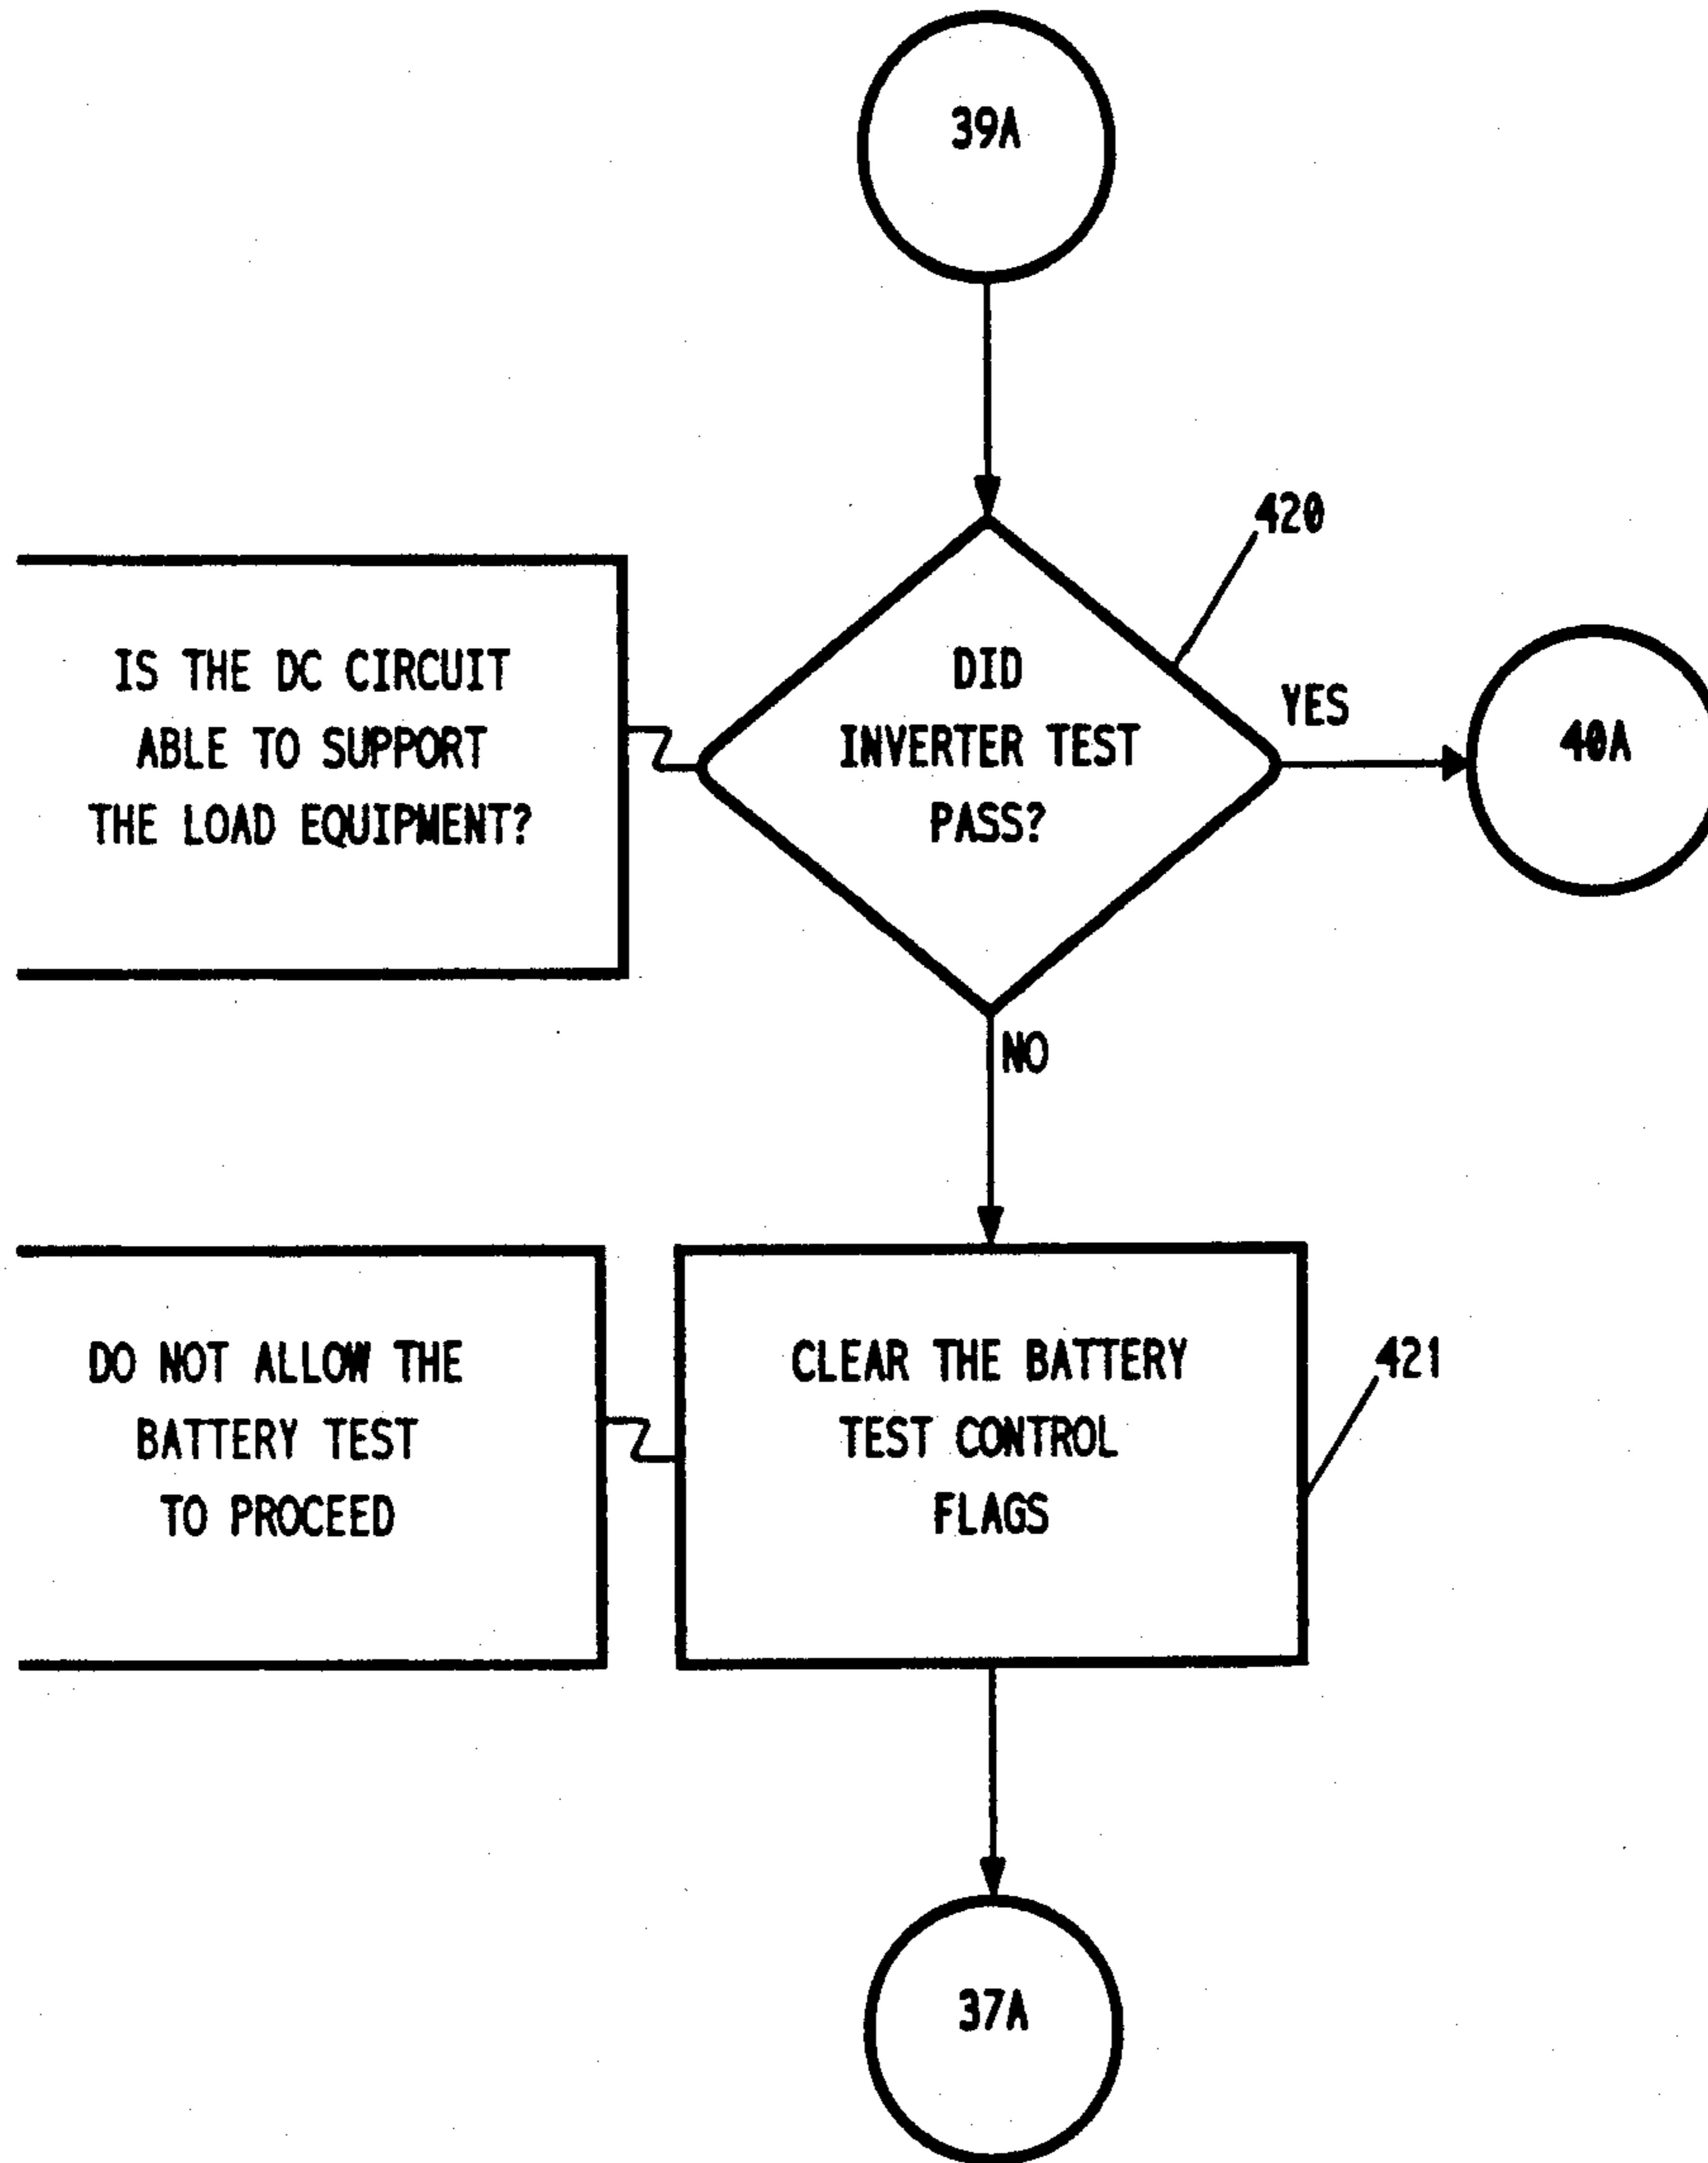 39A
420
IS THE DC CIRCUIT
ABLE TO SUPPORT
THE LOAD EQUIPMENT?
DID
INVERTER TEST
PASS?
YES
40A
NO
DO NOT ALLOW THE
BATTERY TEST
TO PROCEED
CLEAR THE BATTERY
TEST CONTROL
FLAGS
421
37A